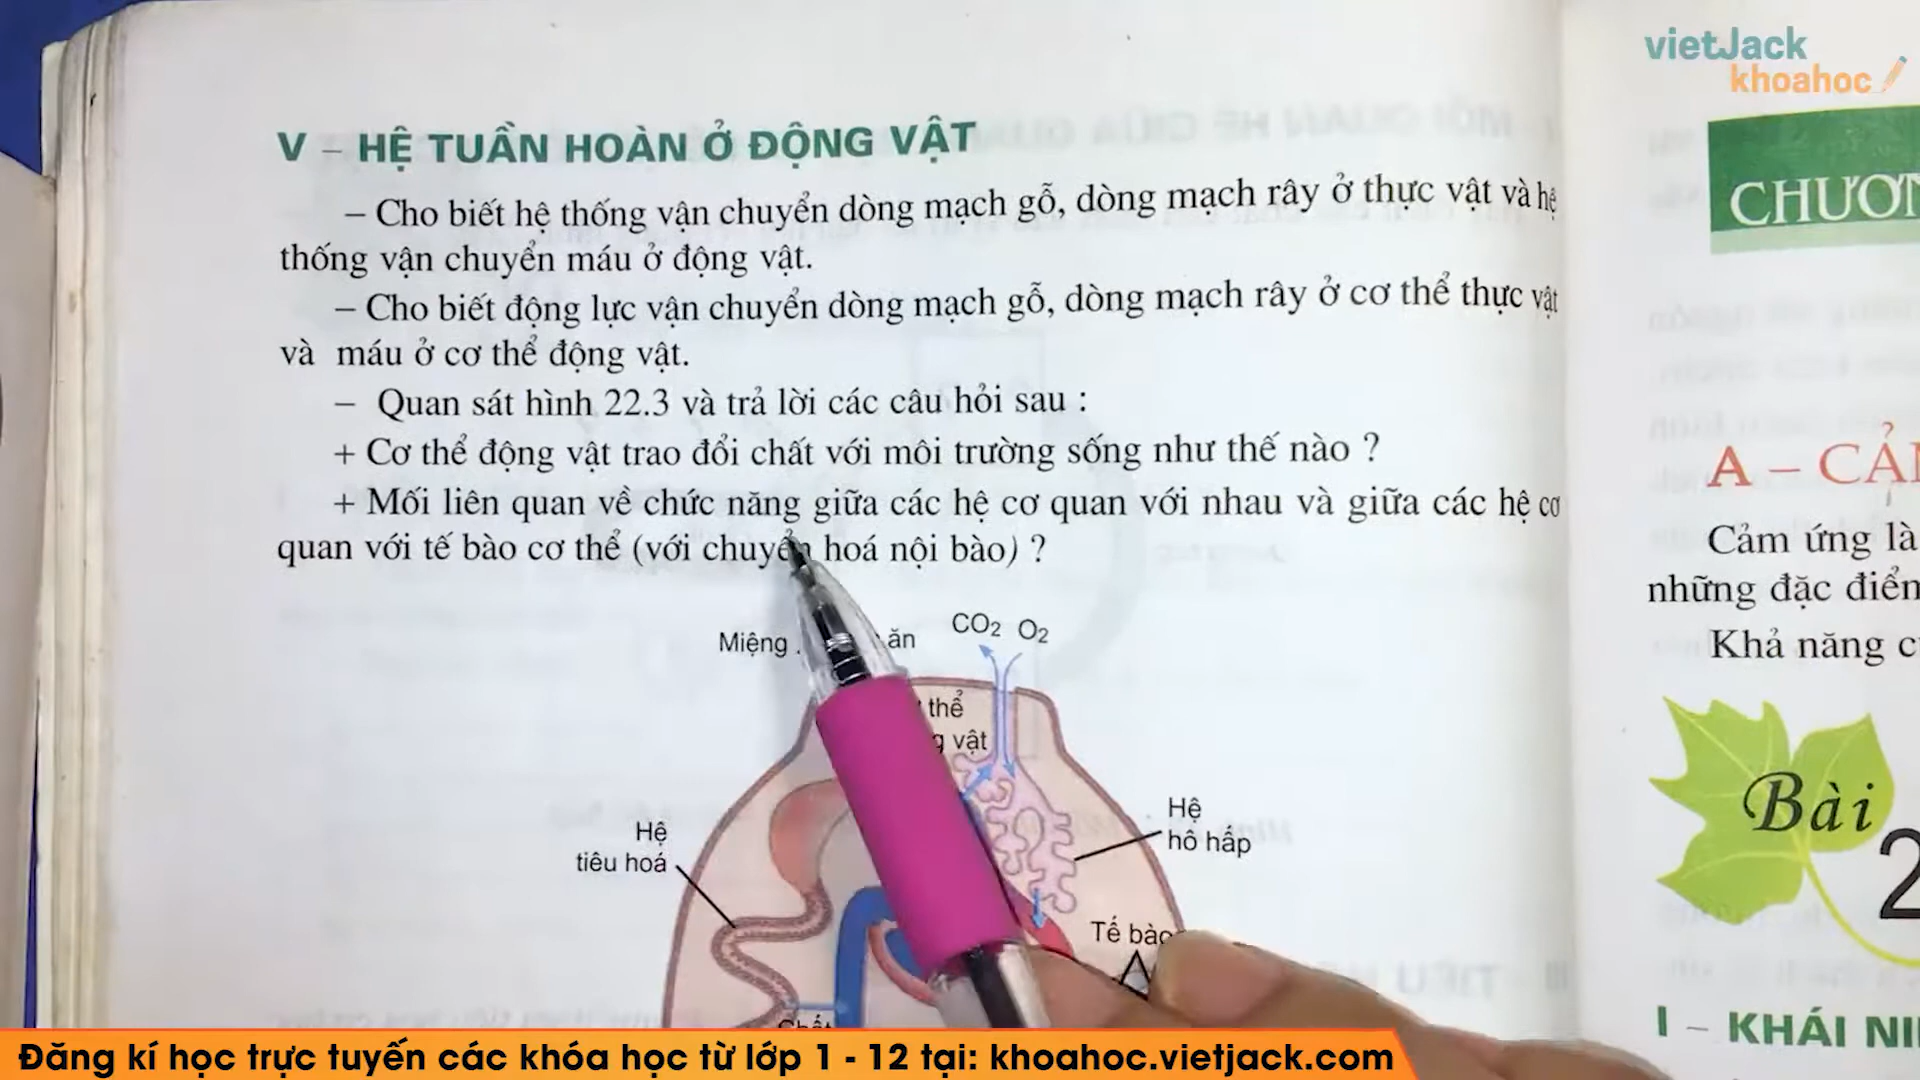 vietJack
khoahoc
V – HỆ TUẦN HOÀN Ở ĐỘNG VẬT
– Cho biết hệ thống vận chuyển dòng mạch gỗ, dòng mạch rây ở thực vật và hệ
thống vận chuyển máu ở động vật.
– Cho biết động lực vận chuyển dòng mạch gỗ, dòng mạch rây ở cơ thể thực vật
và máu ở cơ thể động vật.
– Quan sát hình 22.3 và trả lời các câu hỏi sau :
+ Cơ thể động vật trao đổi chất với môi trường sống như thế nào ?
+ Mối liên quan về chức năng giữa các hệ cơ quan với nhau và giữa các hệ cơ
quan với tế bào cơ thể (với chuyển hoá nội bào) ?
Miệng ăn
CO2 O2
thể
vật
Hệ
hô hấp
Hệ
tiêu hoá
Tế bào
Chất
CHƯƠN
A – CẢ
Cảm ứng là
những đặc điểm
Khả năng
Bài
2
I – KHÁI NI
Đăng kí học trực tuyến các khóa học từ lớp 1 - 12 tại: khoahoc.vietjack.com